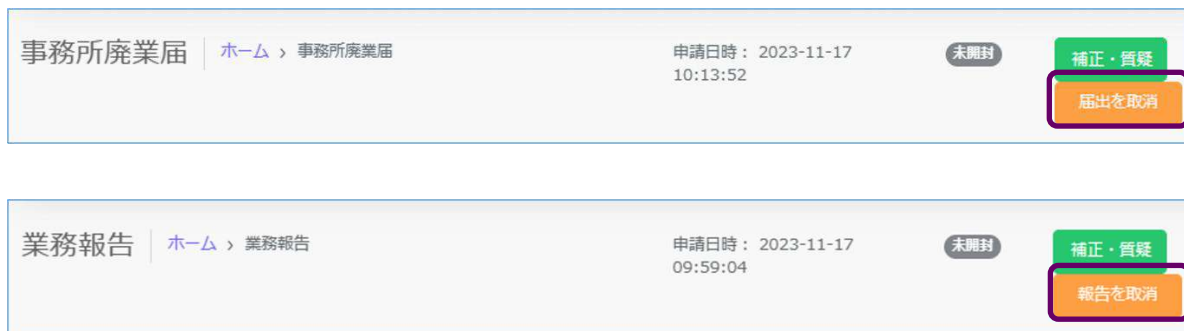 事務所廃業届 ホーム › 事務所廃業届 申請日時： 2023-11-17 未開封 補正・質疑
10:13:52
届出を取消
業務報告 ホーム › 業務報告 申請日時： 2023-11-17 未開封 補正・質疑
09:59:04
報告を取消